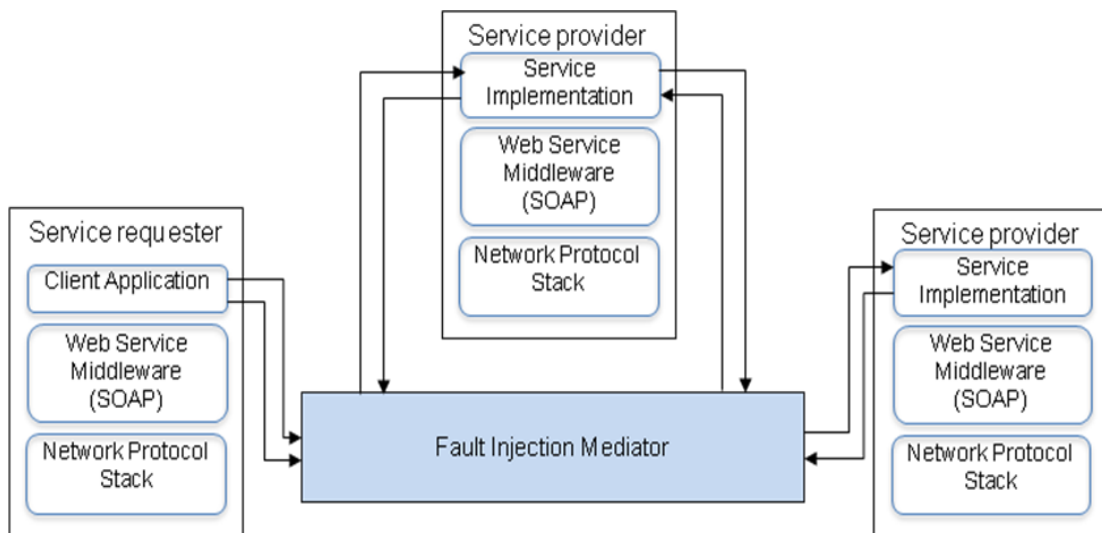 Service provider
Service
Implementation
Web Service
Middleware
(SOAP)
Network Protocol
Stack
Service requester
Client Application
Web Service
Middleware
(SOAP)
Network Protocol
Stack
Service provider
Service
Implementation
Web Service
Middleware
(SOAP)
Network Protocol
Stack
Fault Injection Mediator